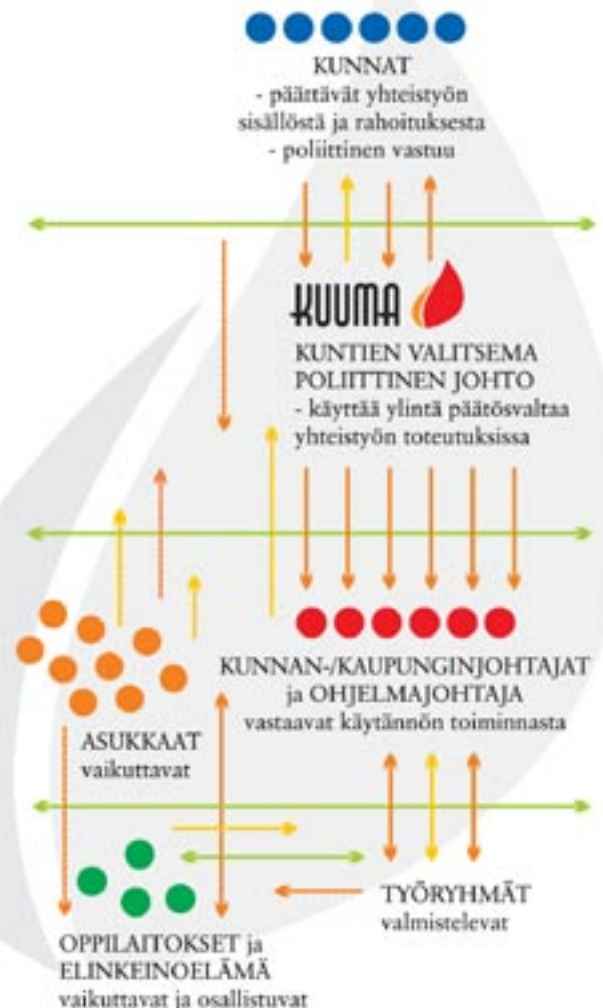 KUNNAT
- päättävät yhteistyön
sisällöstä ja rahoituksesta
- poliittinen vastuu
KUUMA
KUNTIEN VALITSEMA
POLIITTINEN JOHTO
- käyttää ylintä päätösvaltaa
yhteistyön toteutuksissa
KUNNAN-/KAUPUNGINJOHTAJAT
ja OHJELMAJOHTAJA
vastaavat käytännön toiminnasta
ASUKKAAT
vaikuttavat
TYÖRYHMÄT
valmistelevat
OPPILAITOKSET ja
ELINKEINOELÄMÄ
vaikuttavat ja osallistuvat